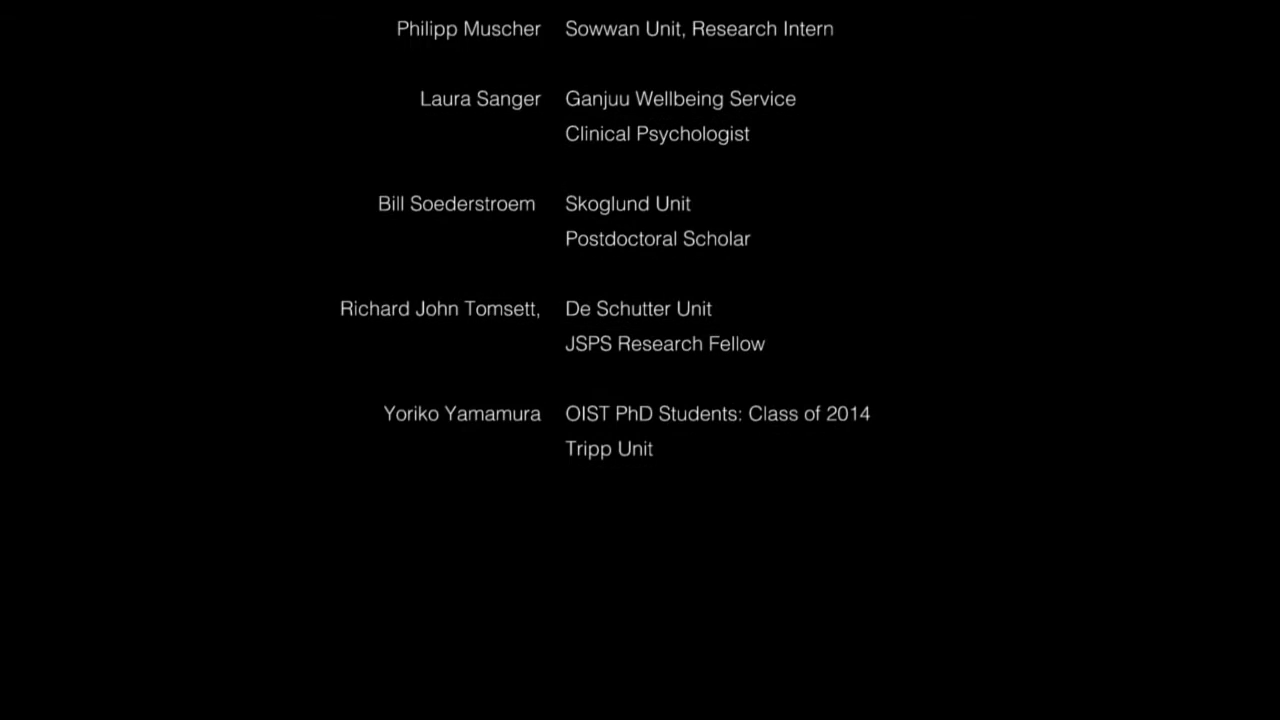 Philipp Muscher Sowwan Unit, Research Intern
Laura Sanger Ganjuu Wellbeing Service
Clinical Psychologist
Bill Soederstroem Skoglund Unit
Postdoctoral Scholar
Richard John Tomsett, De Schutter Unit
JSPS Research Fellow
Yoriko Yamamura OIST PhD Students: Class of 2014
Tripp Unit